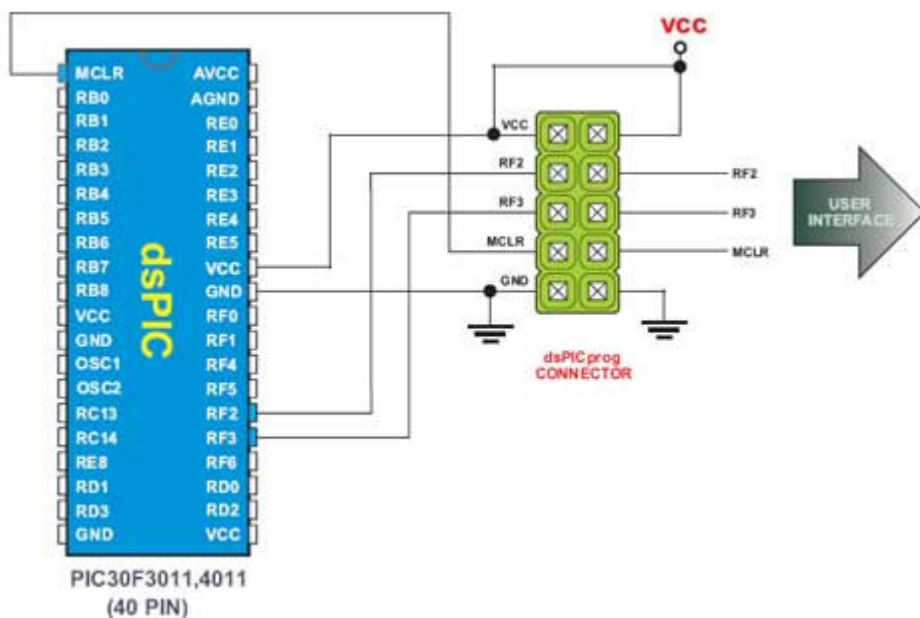 VCC
MCLR AVCC
RB0 AGND
RB1 RE0
RB2 RE1
RB3 RE2
RB4 RE3
RB5 RE4
RB6 RE5
RB7 VCC
RB8 GND
VCC RF0
GND RF1
OSC1 RF4
OSC2 RF5
RC13 RF2
RC14 RF3
RE8 RF6
RD1 RD0
RD3 RD2
GND VCC
dsPIC
PIC30F3011,4011
(40 PIN)
VCC
RF2
RF3
MCLR
GND
dsPICprog
CONNECTOR
RF2
RF3
MCLR
USER
INTERFACE